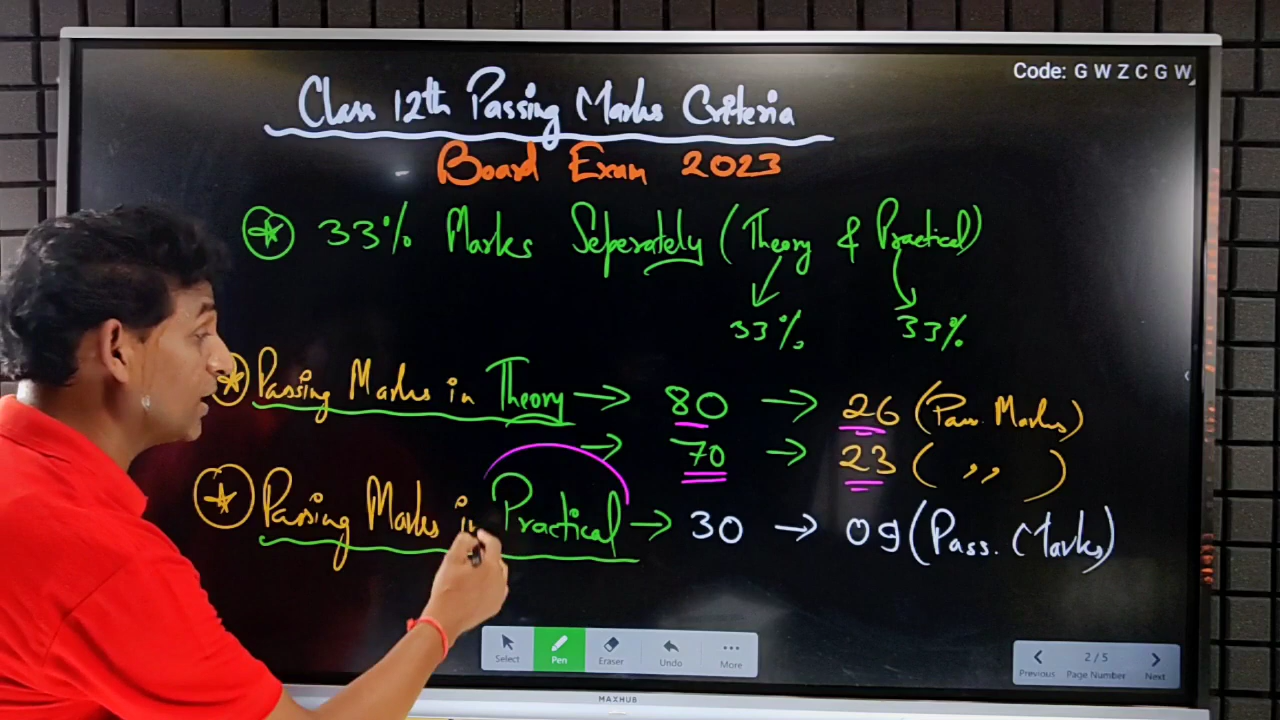 Code: G W Z C G W
Class 12th Passing Marks Criteria
Board Exam 2023
33% Marks Seperately (Theory & Practical)
33% 33%
Passing Marks in Theory → 80 → 26 (Pass. Marks)
→ 70 → 23 ( ,, )
Passing Marks in Practical → 30 → 09 (Pass. Marks)
Select Pen Eraser Undo More
Previous 2/5 Page Number Next
MAXHUB